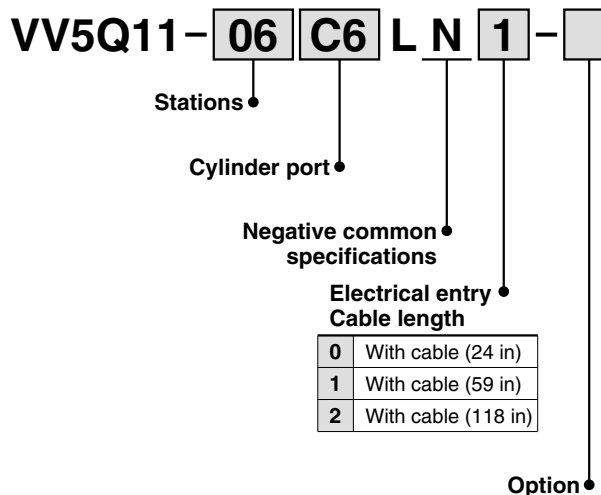 VV5Q11-06 C6 L N 1-
Stations
Cylinder port
Negative common
specifications
Electrical entry
Cable length
0 With cable (24 in)
1 With cable (59 in)
2 With cable (118 in)
Option